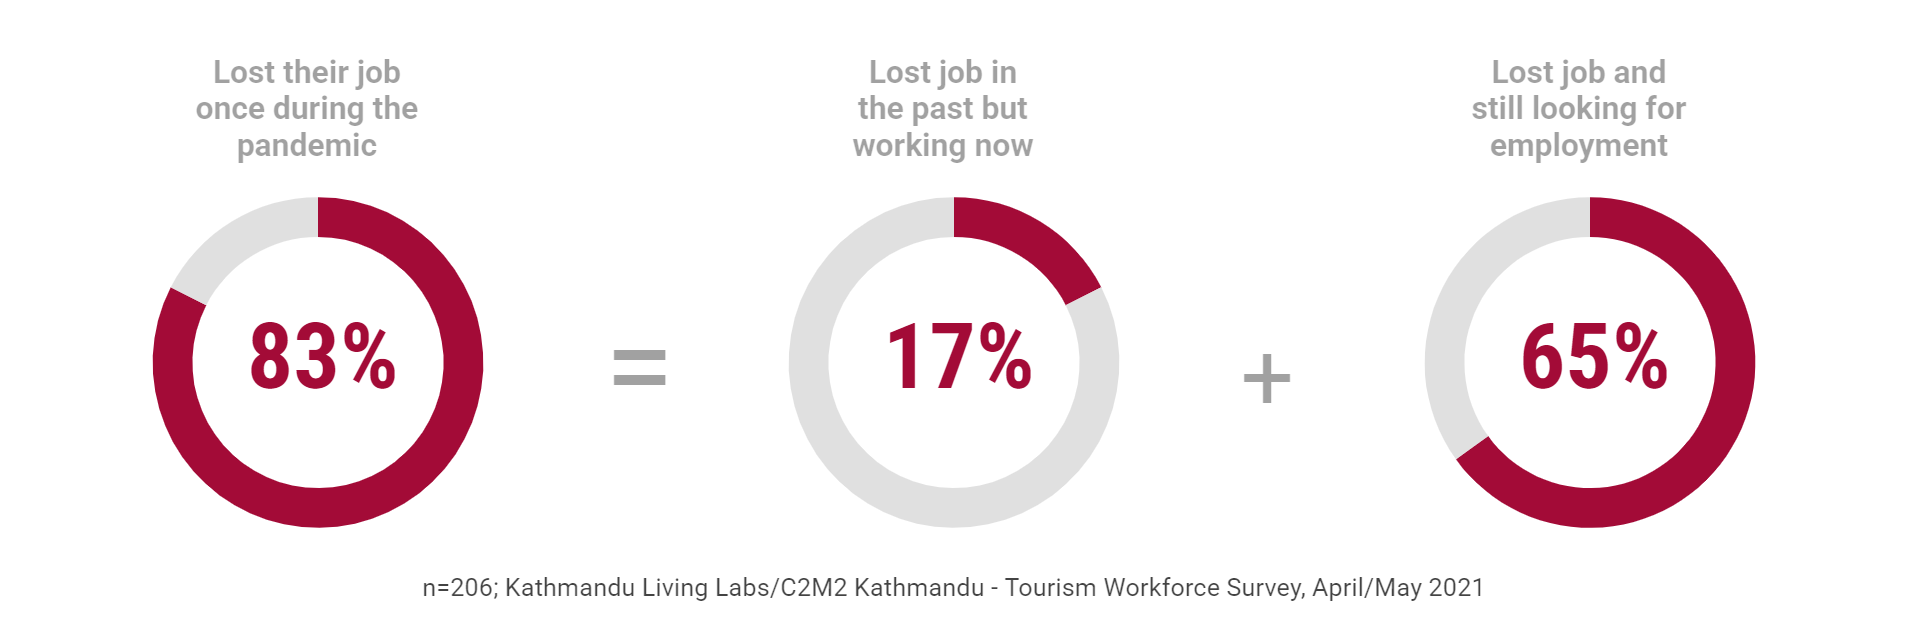 Lost their job
once during the
pandemic
83%
=
Lost job in
the past but
working now
17%
+
Lost job and
still looking for
employment
65%
n=206; Kathmandu Living Labs/C2M2 Kathmandu - Tourism Workforce Survey, April/May 2021